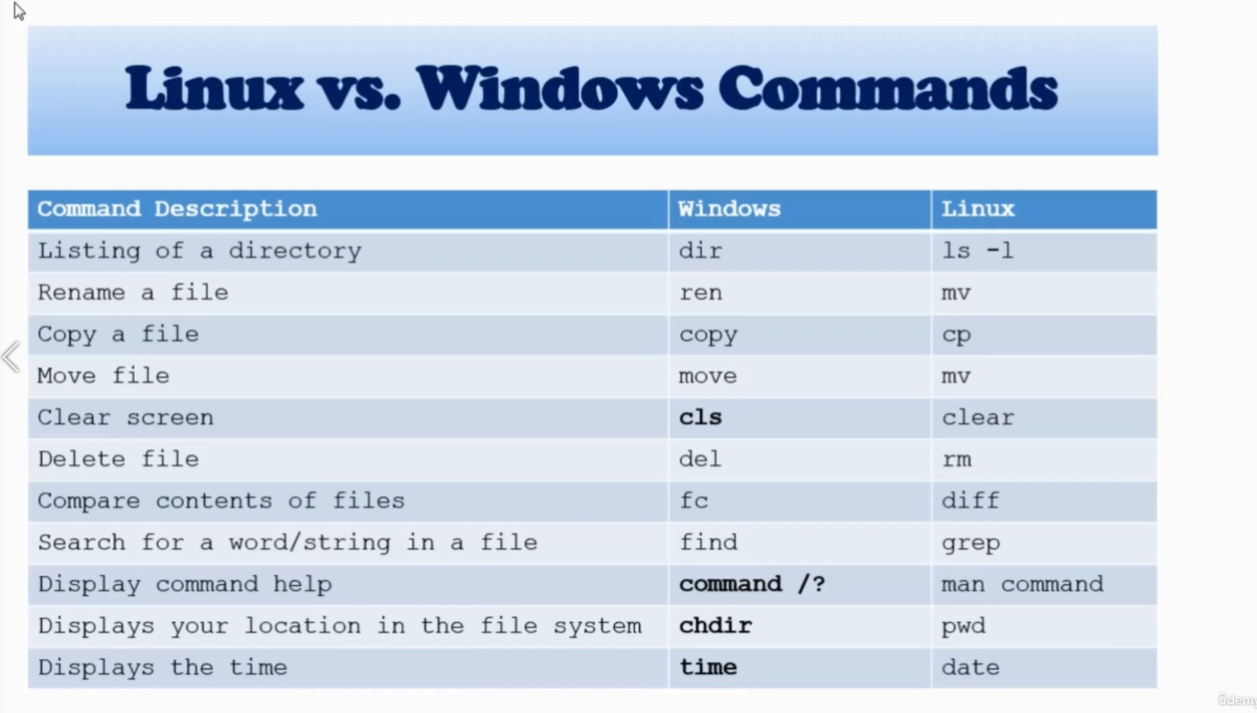 Linux vs. Windows Commands
Command Description Windows Linux
Listing of a directory dir ls -l
Rename a file ren mv
Copy a file copy cp
Move file move mv
Clear screen cls clear
Delete file del rm
Compare contents of files fc diff
Search for a word/string in a file find grep
Display command help command /? man command
Displays your location in the file system chdir pwd
Displays the time time date
ûdemy